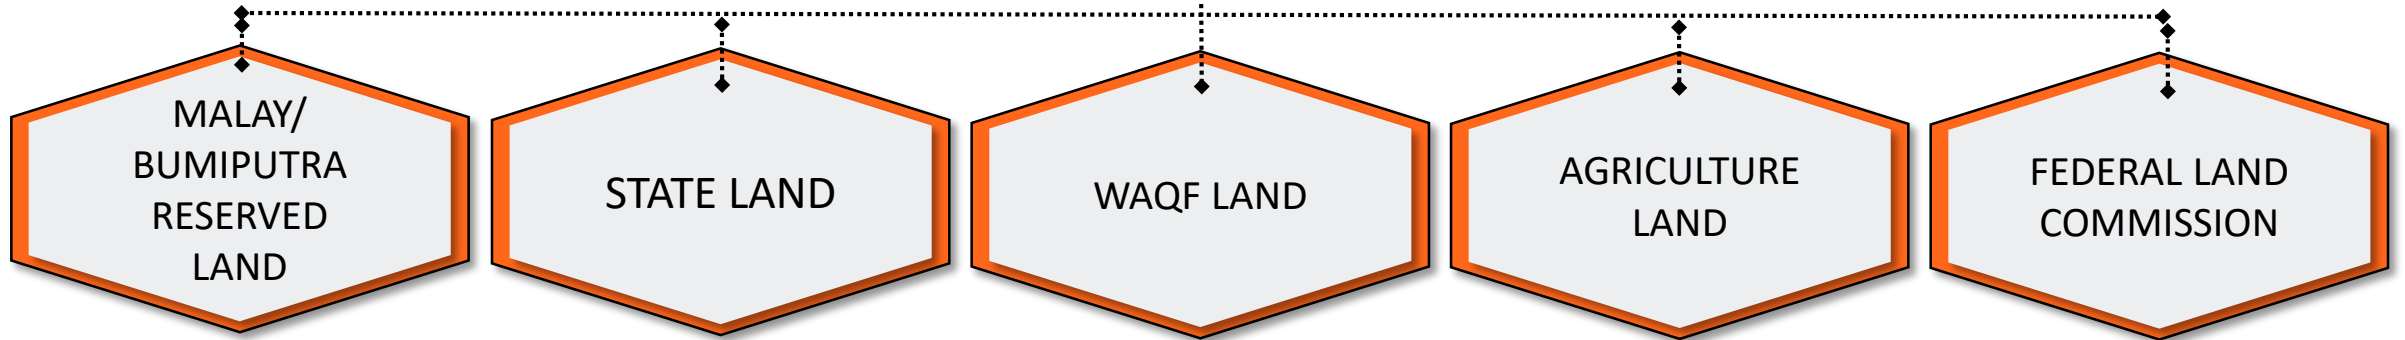 MALAY/
BUMIPUTRA
RESERVED
LAND
STATE LAND
WAQF LAND
AGRICULTURE
LAND
FEDERAL LAND
COMMISSION